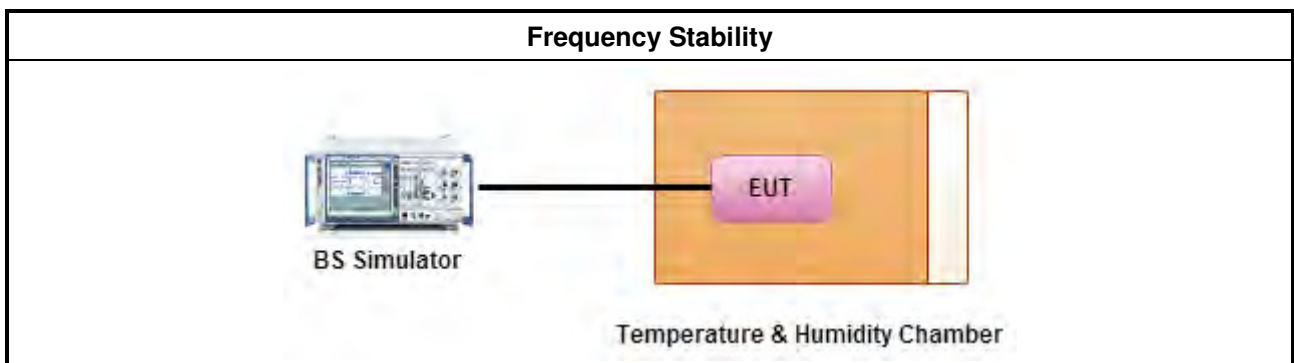 Frequency Stability
EUT
BS Simulator
Temperature & Humidity Chamber